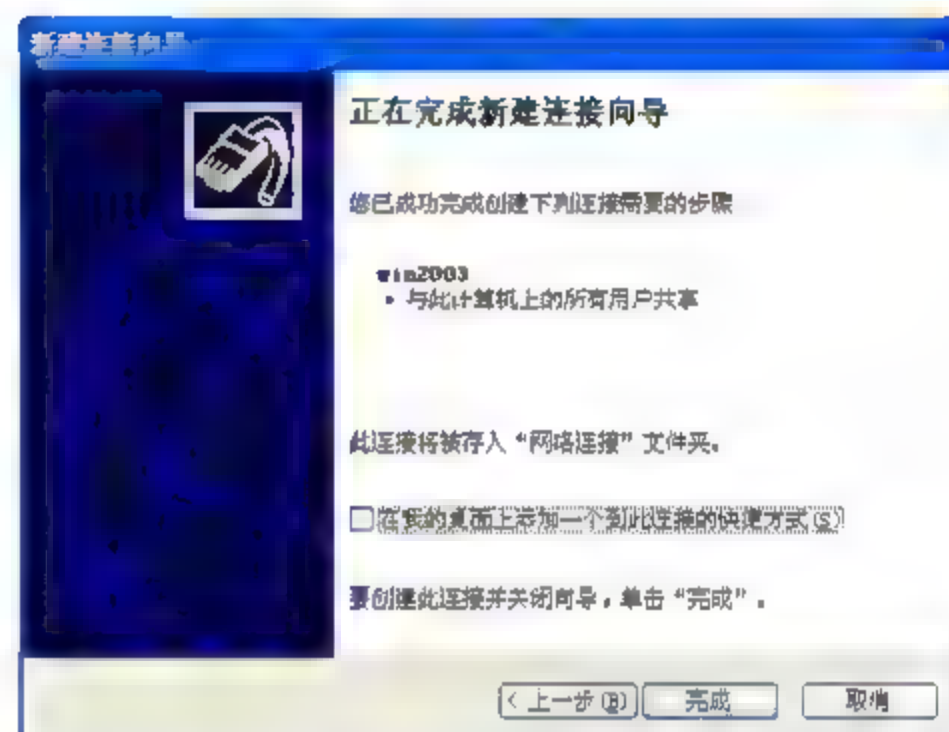 新建连接向导
正在完成新建连接向导
您已成功完成创建下列连接需要的步骤
win2003
• 与此计算机上的所有用户共享
此连接将被存入“网络连接”文件夹。
在我的桌面上添加一个到此连接的快捷方式(S)
要创建此连接并关闭向导,单击“完成”。
< 上一步(B)
完成
取消